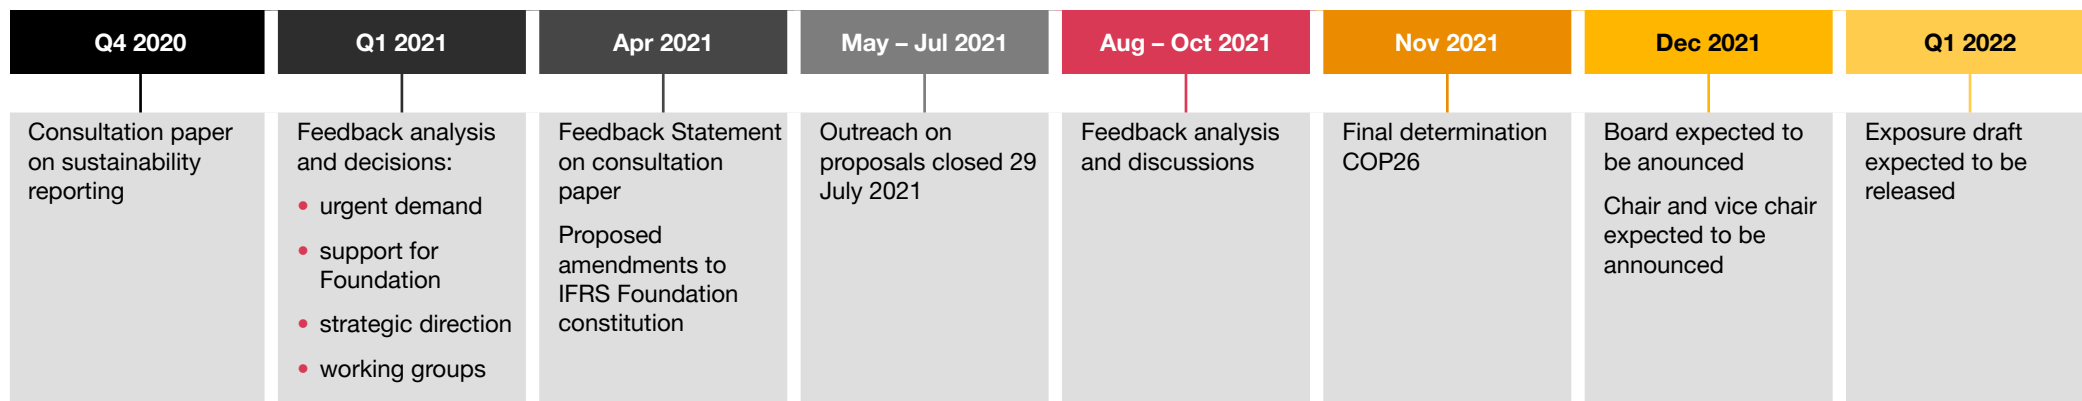 Q4 2020
Consultation paper
on sustainability
reporting
Q1 2021
Feedback analysis
and decisions:
• urgent demand
• support for
Foundation
• strategic direction
• working groups
Apr 2021
Feedback Statement
on consultation
paper
Proposed
amendments to
IFRS Foundation
constitution
May – Jul 2021
Outreach on
proposals closed 29
July 2021
Aug – Oct 2021
Feedback analysis
and discussions
Nov 2021
Final determination
COP26
Dec 2021
Board expected to
be anounced
Chair and vice chair
expected to be
announced
Q1 2022
Exposure draft
expected to be
released